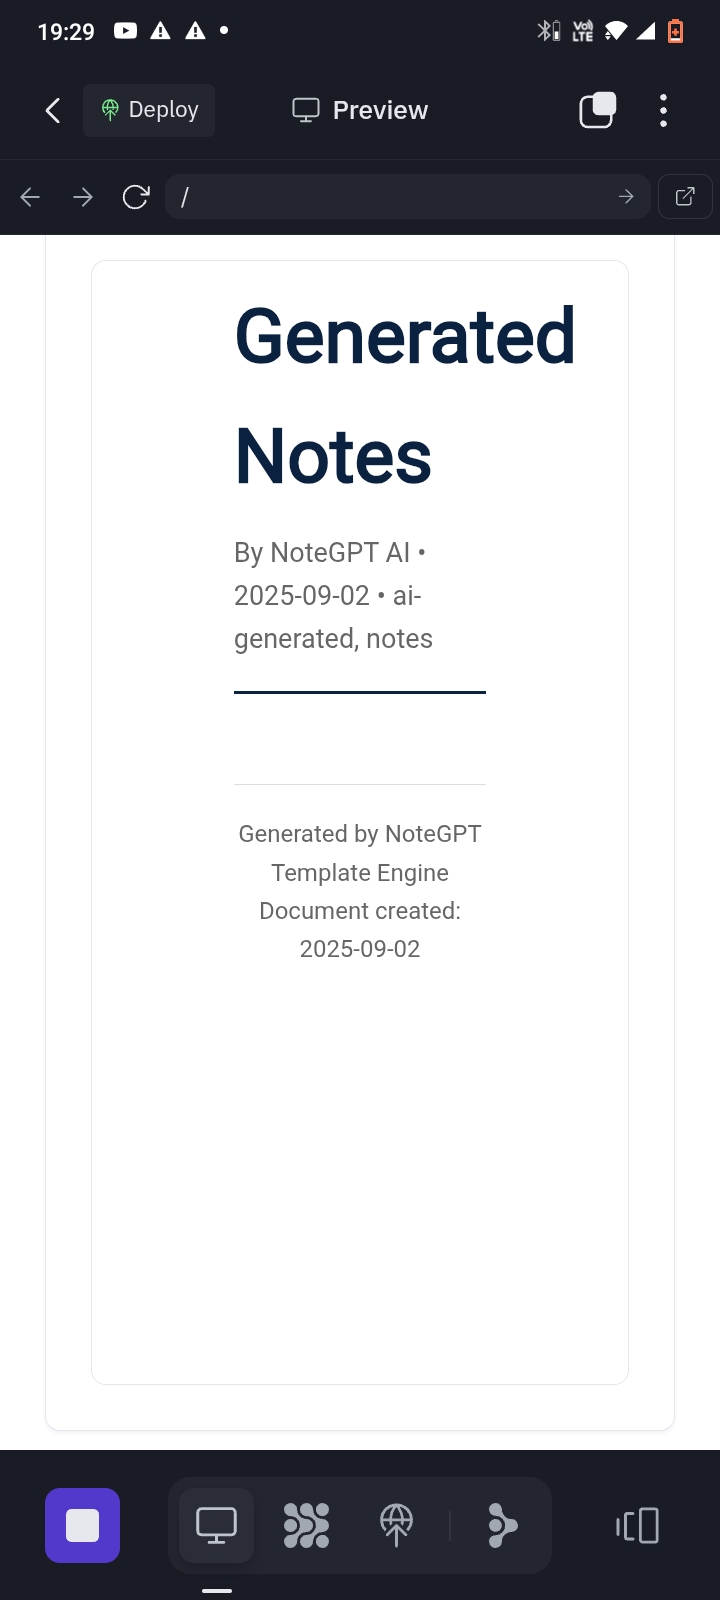 19:29
VoLTE
Deploy
Preview
/
Generated
Notes
By NoteGPT AI •
2025-09-02 • ai-
generated, notes
Generated by NoteGPT
Template Engine
Document created:
2025-09-02